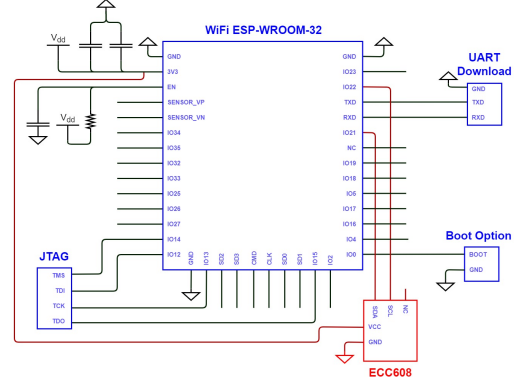 WiFi ESP-WROOM-32
Vdd
GND
3V3
EN
SENSOR_VP
SENSOR_VN
IO34
IO35
IO32
IO33
IO25
IO26
IO27
IO14
IO12
Vdd
GND
IO23
IO22
TXD
RXD
IO21
NC
IO19
IO18
IO5
IO17
IO16
IO4
IO0
GND
IO13
SD2
SD3
CMD
CLK
SD0
SD1
IO15
IO2
UART
Download
GND
TXD
RXD
Boot Option
BOOT
GND
JTAG
TMS
TDI
TCK
TDO
SDA
SCL
NC
VCC
GND
ECC608